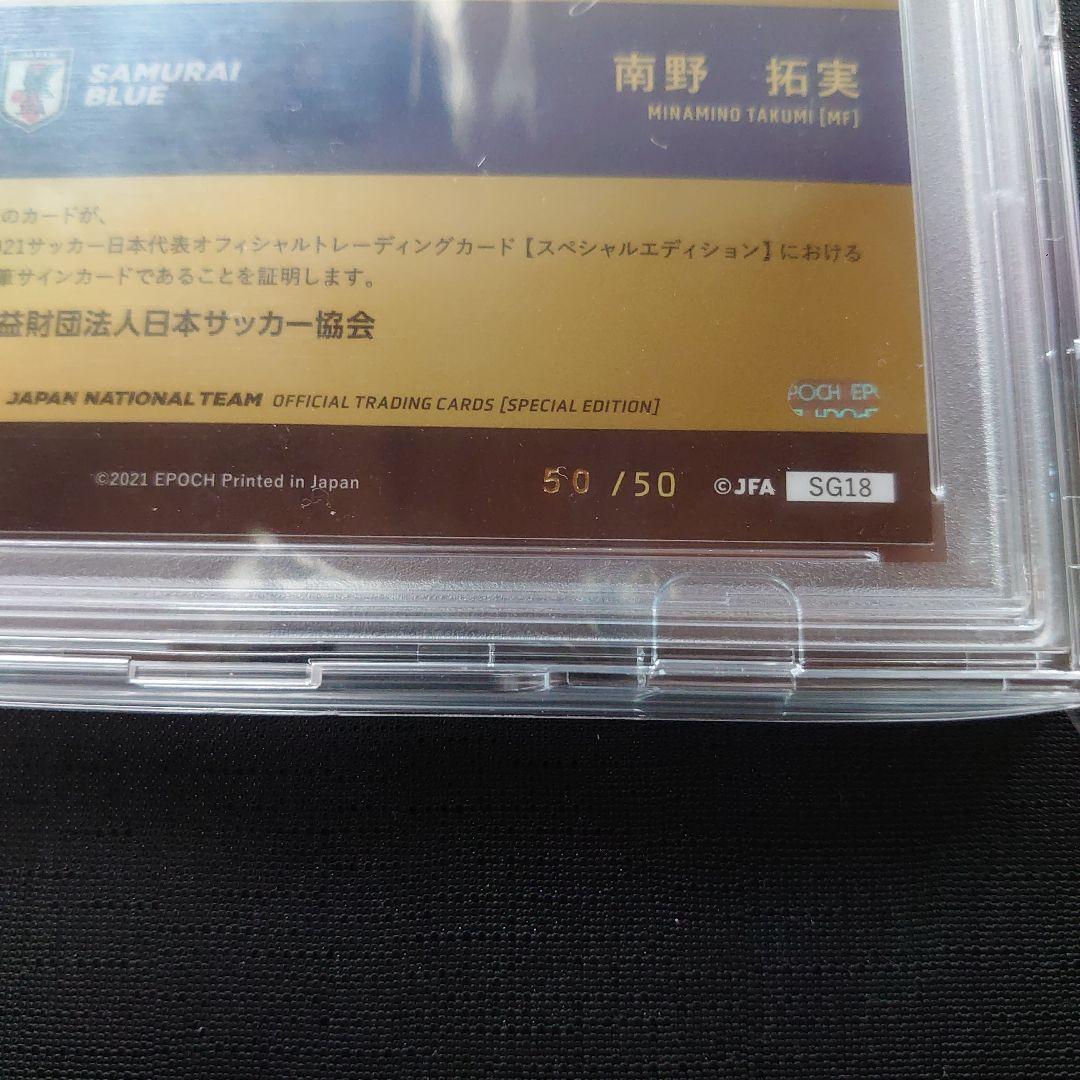 SAMURAI
BLUE
南野 拓実
MINAMINO TAKUMI [MF]
のカードが、
021サッカー日本代表オフィシャルトレーディングカード【スペシャルエディション】における
筆サインカードであることを証明します。
益財団法人日本サッカー協会
JAPAN NATIONAL TEAM OFFICIAL TRADING CARDS [SPECIAL EDITION]
POCH EP
©2021 EPOCH Printed in Japan
50 /50
©JFA
SG18